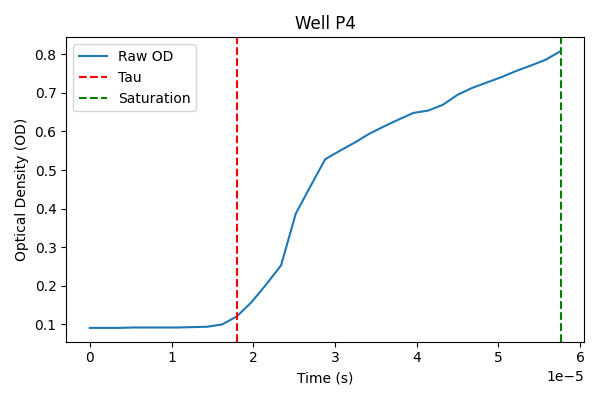 Well P4
Raw OD
Tau
Saturation
Optical Density (OD)
0.8
0.7
0.6
0.5
0.4
0.3
0.2
0.1
0 1 2 3 4 5 6
Time (s)
1e−5